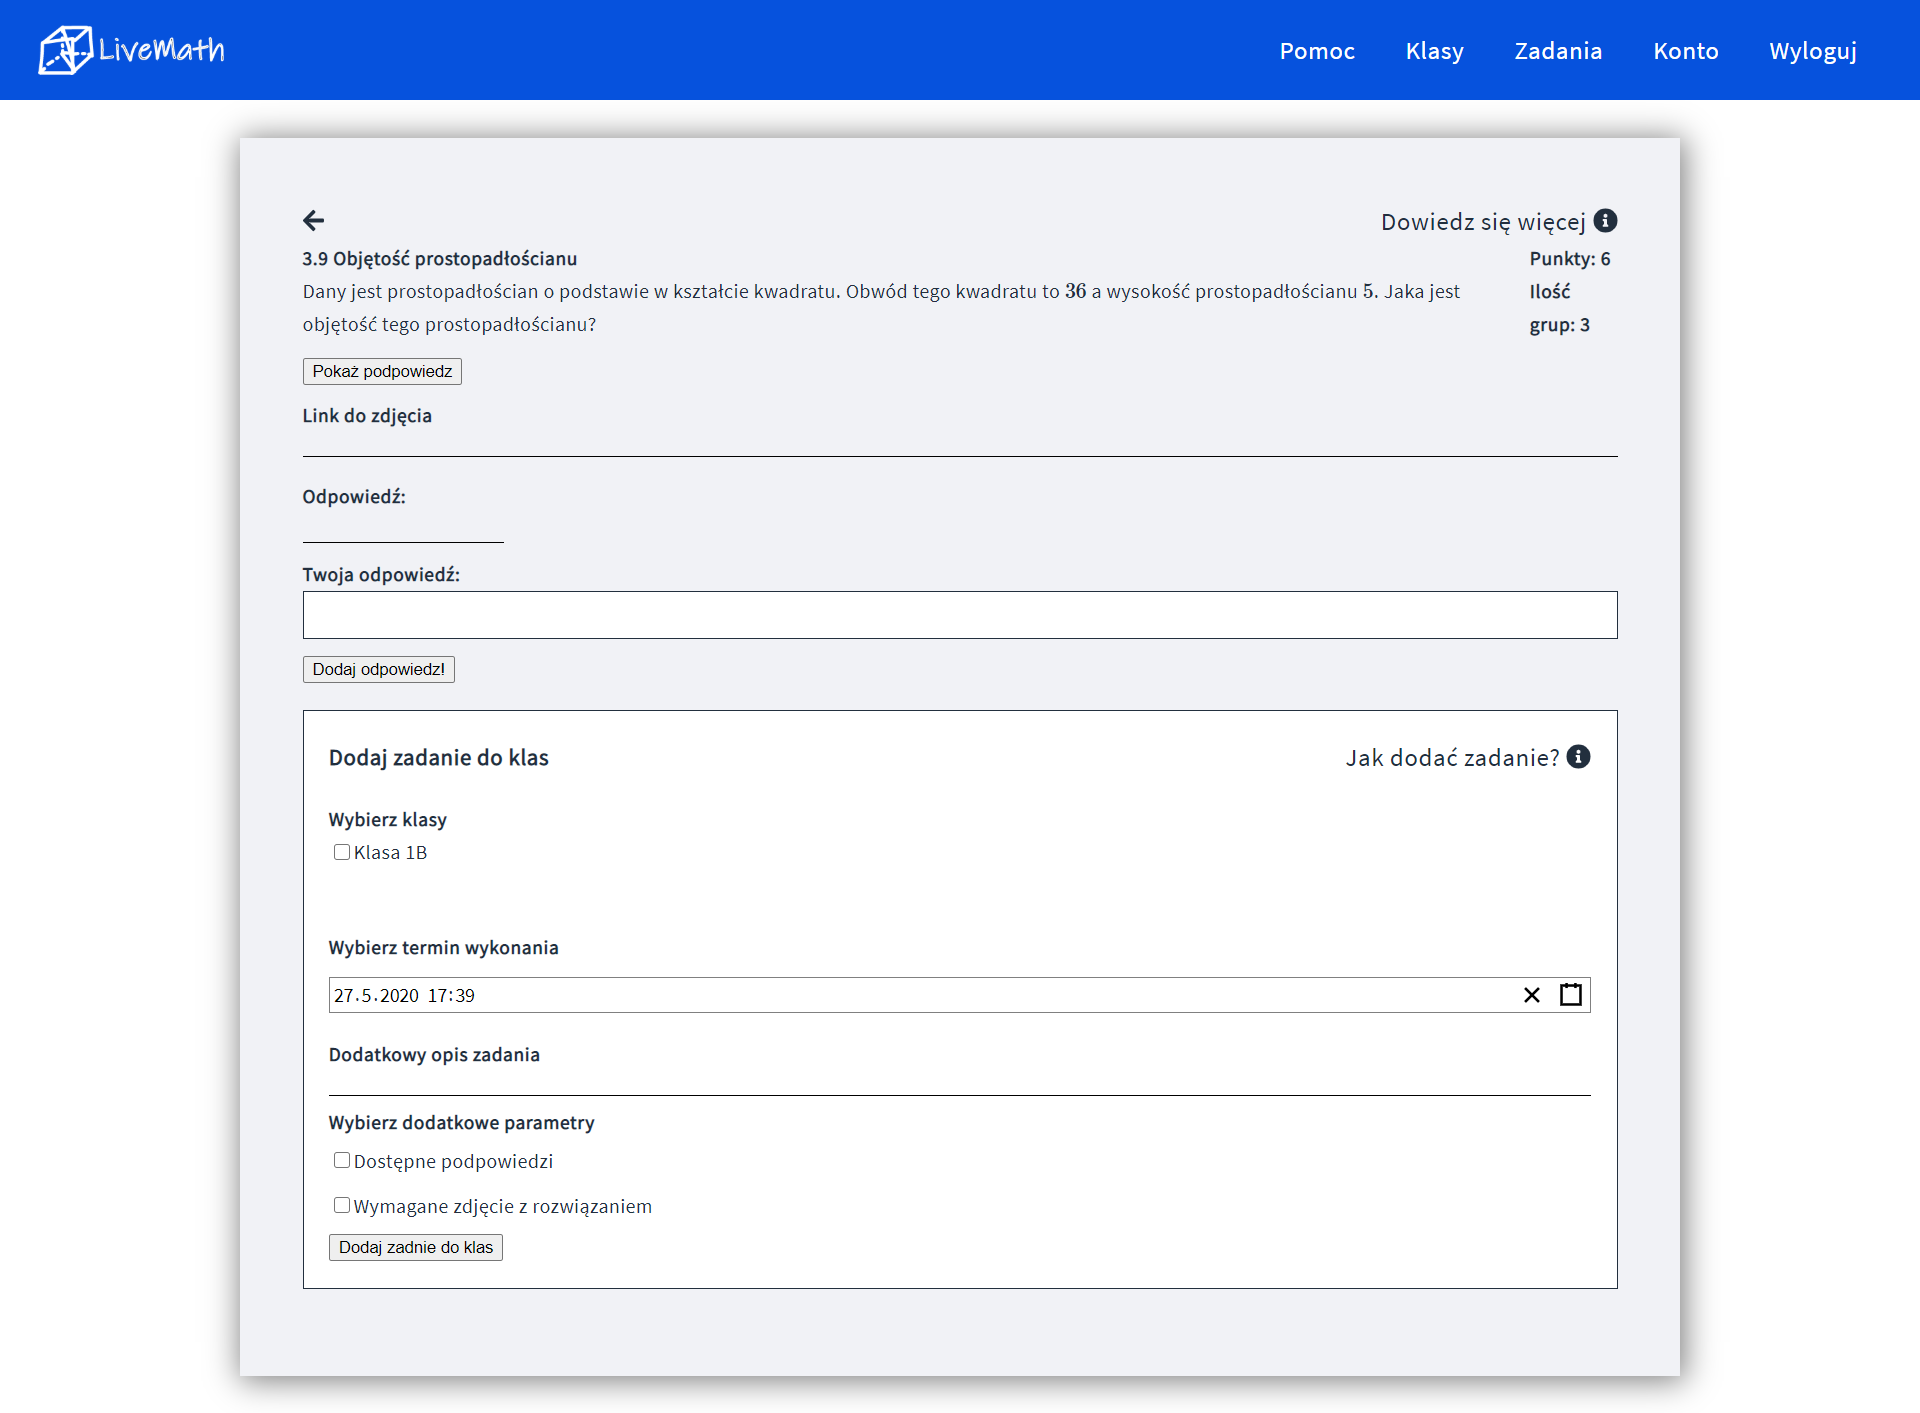 LiveMath
Pomoc Klasy Zadania Konto Wyloguj
Dowiedz się więcej
3.9 Objętość prostopadłościanu
Punkty: 6
Dany jest prostopadłościan o podstawie w kształcie kwadratu. Obwód tego kwadratu to 36 a wysokość prostopadłościanu 5. Jaka jest
objętość tego prostopadłościanu?
Ilość
grup: 3
Pokaż podpowiedz
Link do zdjęcia
Odpowiedź:
Twoja odpowiedź:
Dodaj odpowiedz!
Dodaj zadanie do klas
Jak dodać zadanie?
Wybierz klasy
Klasa 1B
Wybierz termin wykonania
27.5.2020 17:39
Dodatkowy opis zadania
Wybierz dodatkowe parametry
Dostępne podpowiedzi
Wymagane zdjęcie z rozwiązaniem
Dodaj zadnie do klas